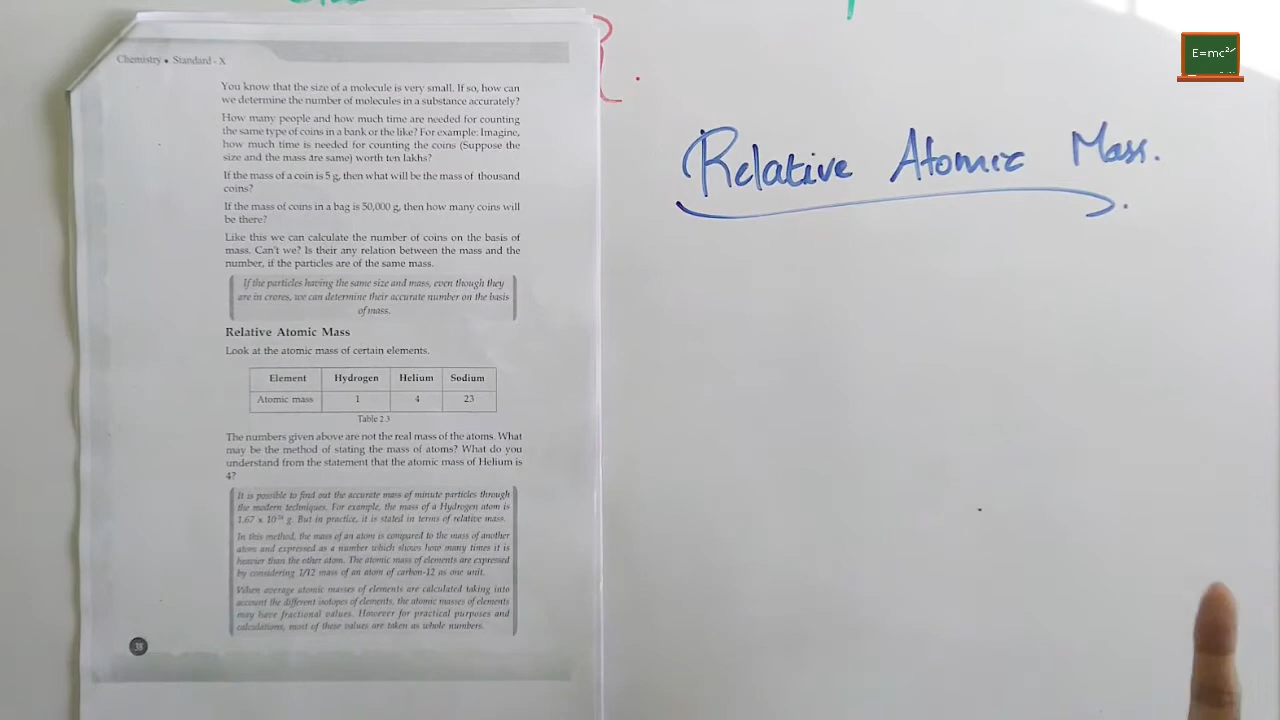 Chemistry • Standard - X
You know that the size of a molecule is very small. If so, how can
we determine the number of molecules in a substance accurately?
How many people and how much time are needed for counting
the same type of coins in a bank or the like? For example: Imagine,
how much time is needed for counting the coins (Suppose the
size and the mass are same) worth ten lakhs?
If the mass of a coin is 5 g, then what will be the mass of thousand
coins?
If the mass of coins in a bag is 50,000 g, then how many coins will
be there?
Like this we can calculate the number of coins on the basis of
mass. Can't we? Is their any relation between the mass and the
number, if the particles are of the same mass.
If the particles having the same size and mass, even though they
are in crores, we can determine their accurate number on the basis
of mass.
Relative Atomic Mass
Look at the atomic mass of certain elements.
Element Hydrogen Helium Sodium
Atomic mass 1 4 23
Table 2.3
The numbers given above are not the real mass of the atoms. What
may be the method of stating the mass of atoms? What do you
understand from the statement that the atomic mass of Helium is
4?
It is possible to find out the accurate mass of minute particles through
the modern techniques. For example, the mass of a Hydrogen atom is
1.67 x 10⁻²⁴ g. But in practice, it is stated in terms of relative mass.
In this method, the mass of an atom is compared to the mass of another
atom and expressed as a number which shows how many times it is
heavier than the other atom. The atomic mass of elements are expressed
by considering 1/12 mass of an atom of carbon-12 as one unit.
When average atomic masses of elements are calculated taking into
account the different isotopes of elements, the atomic masses of elements
may have fractional values. However for practical purposes and
calculations, most of these values are taken as whole numbers.
38
Relative Atomic Mass.
E=mc²